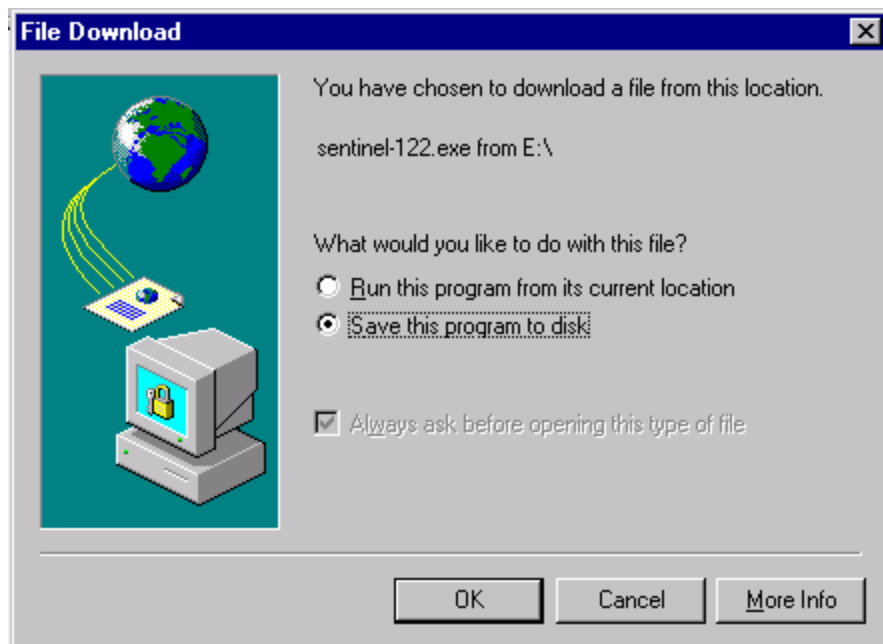 File Download
You have chosen to download a file from this location.
sentinel-122.exe from E:\
What would you like to do with this file?
Run this program from its current location
Save this program to disk
Always ask before opening this type of file
OK
Cancel
More Info